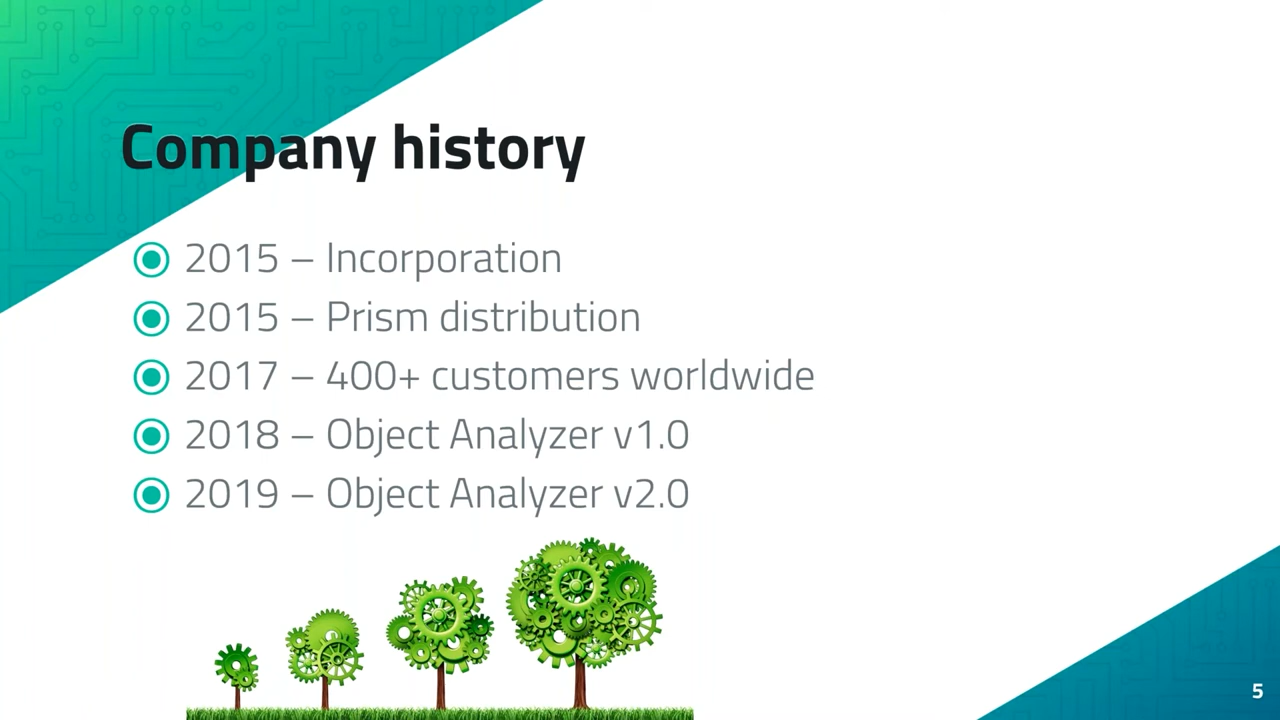 Company history
2015 – Incorporation
2015 – Prism distribution
2017 – 400+ customers worldwide
2018 – Object Analyzer v1.0
2019 – Object Analyzer v2.0
5